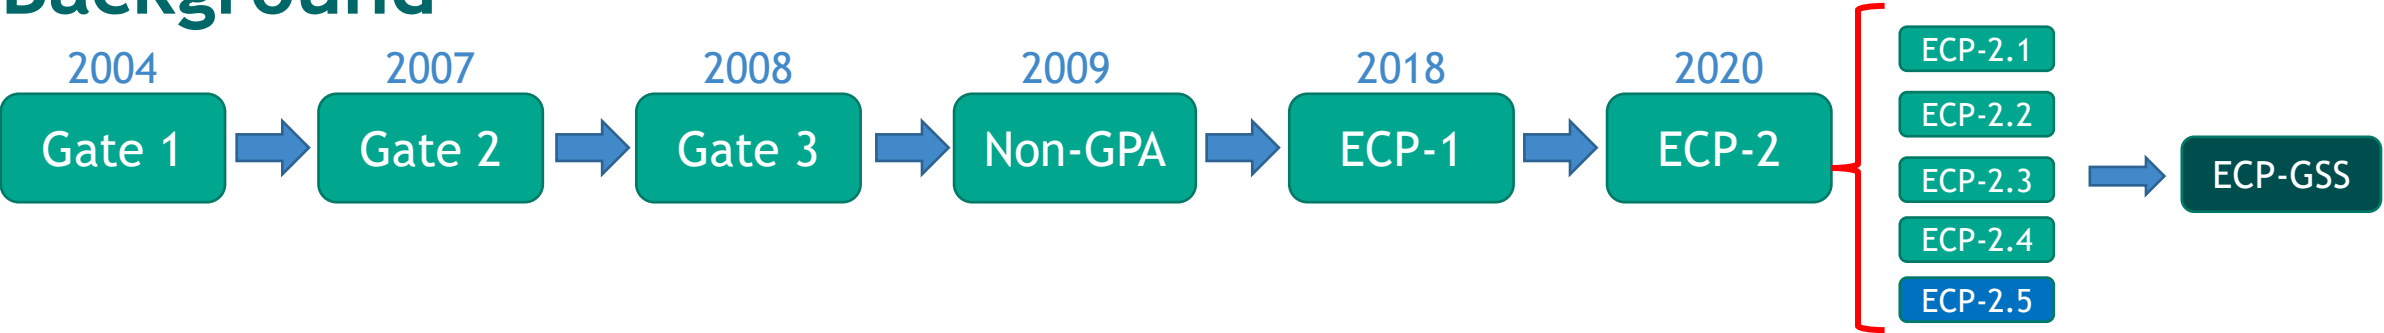 Background
2004
2007
2008
2009
2018
2020
Gate 1
Gate 2
Gate 3
Non-GPA
ECP-1
ECP-2
ECP-2.1
ECP-2.2
ECP-2.3
ECP-2.4
ECP-2.5
ECP-GSS